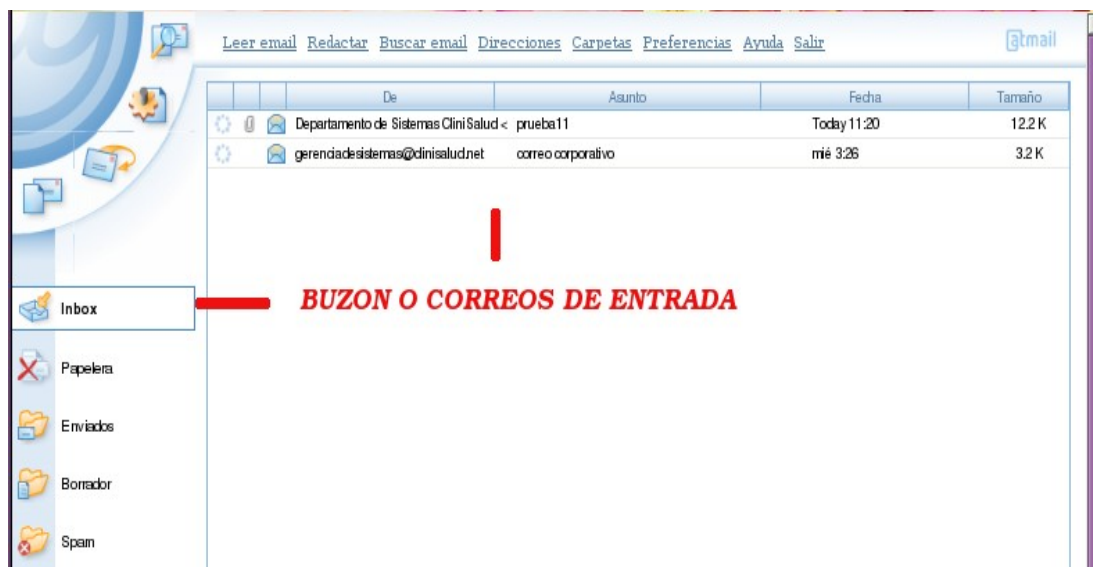 Leer email Redactar Buscar email Direcciones Carpetas Preferencias Ayuda Salir
@tmail
De Asunto Fecha Tamaño
Departamento de Sistemas CliniSalud < prueba11 Today 11:20 12.2 K
gerenciadesistemas@clinisalud.net correo corporativo mié 3:26 3.2 K
BUZON O CORREOS DE ENTRADA
Inbox
Papelera
Enviados
Borrador
Spam